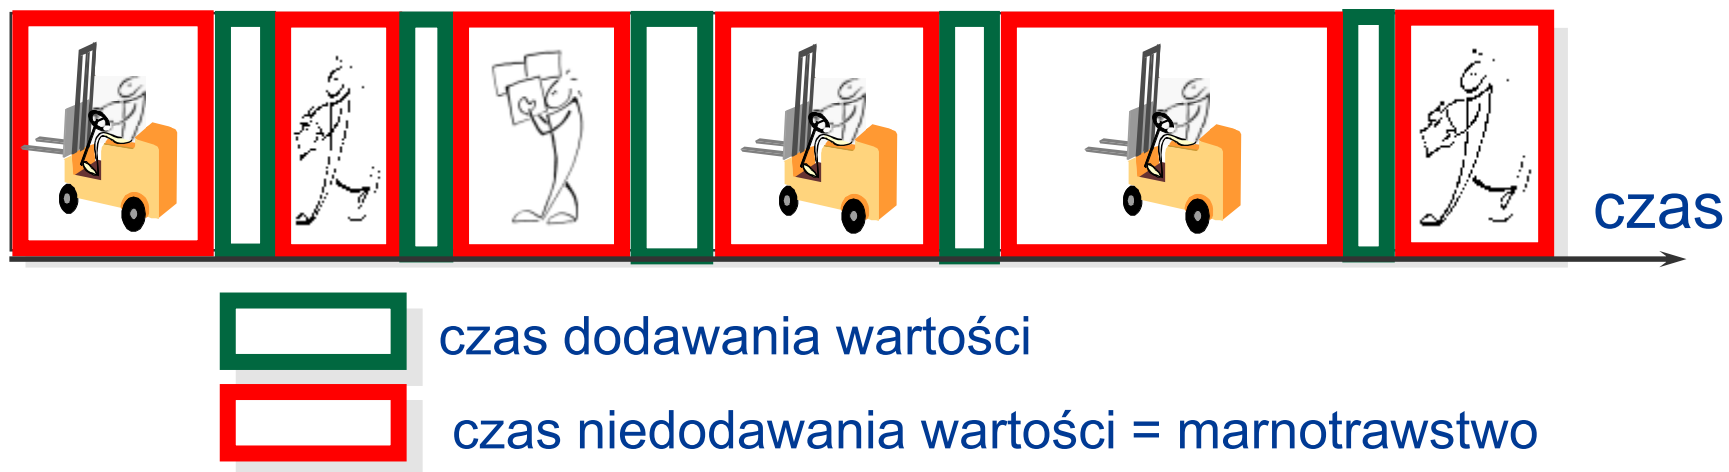 czas
czas dodawania wartości
czas niedodawania wartości = marnotrawstwo